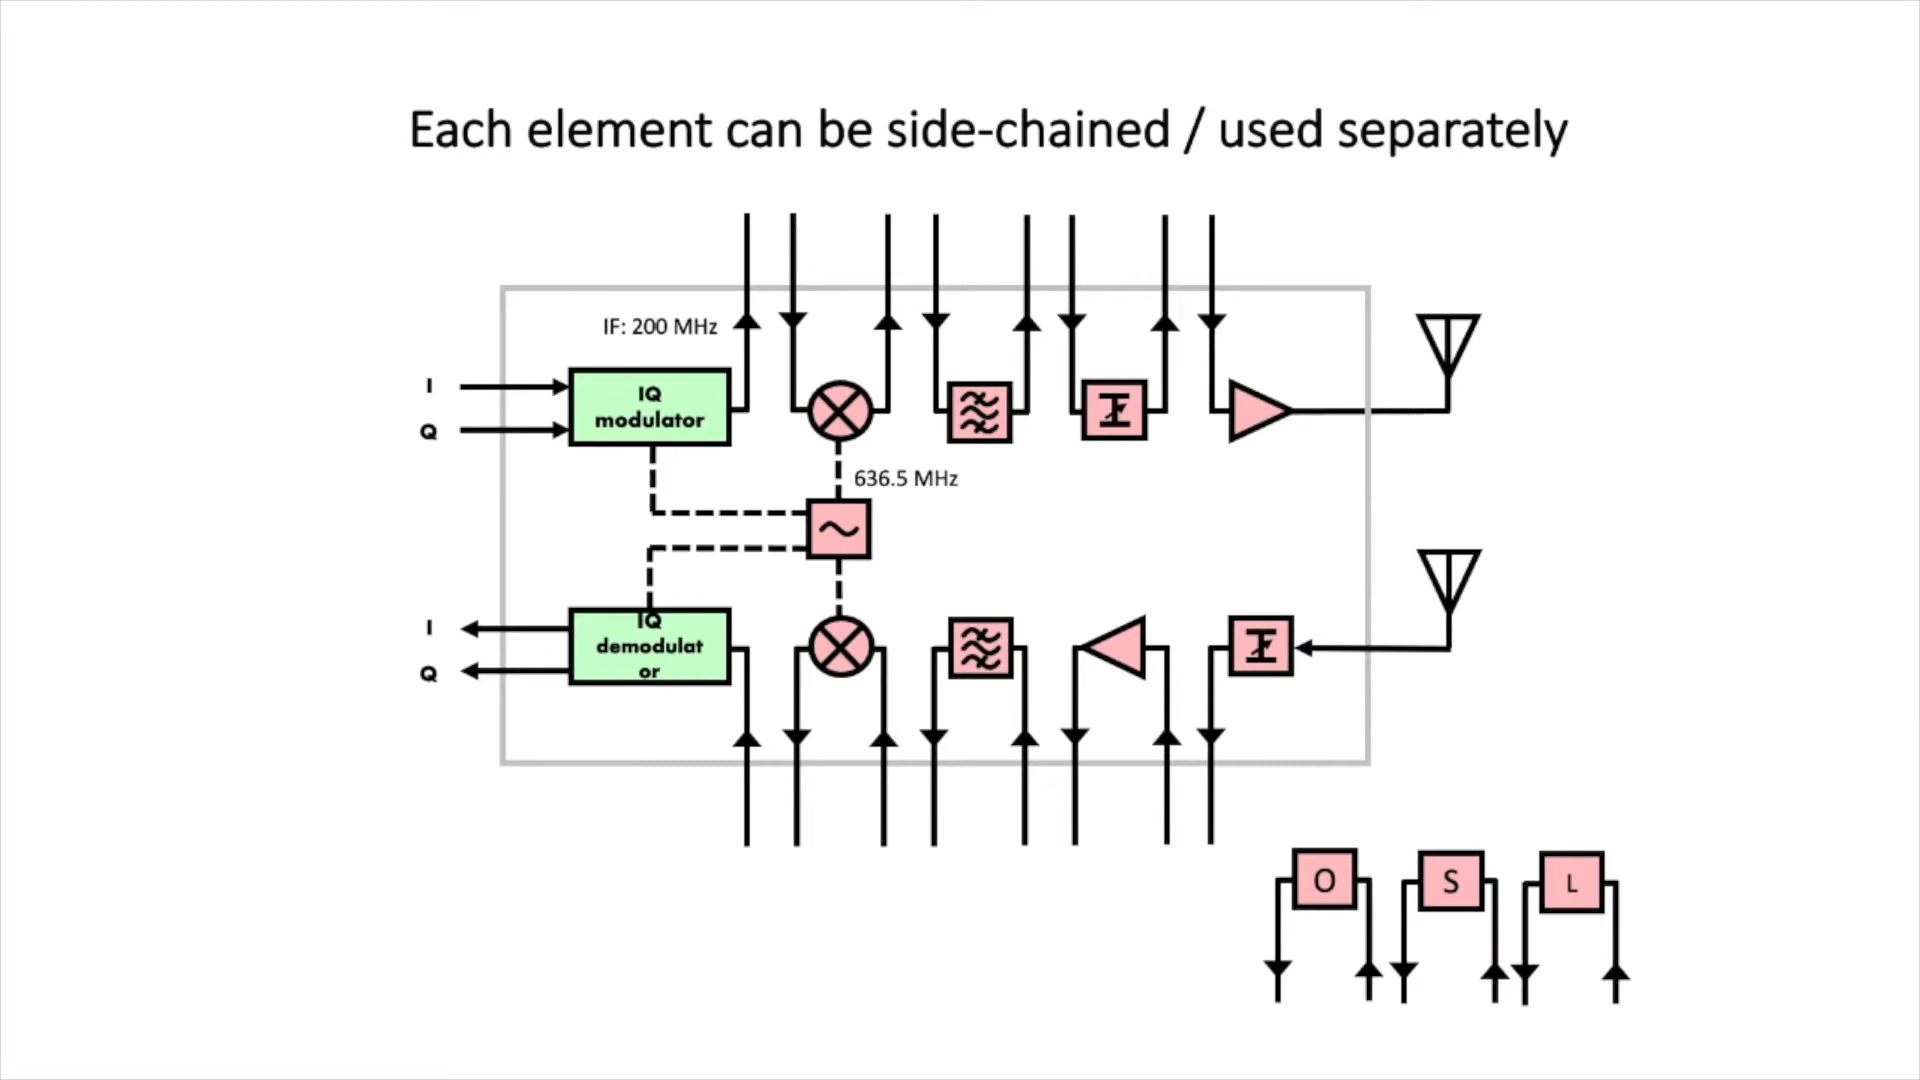 Each element can be side-chained / used separately
IF: 200 MHz
I
Q
IQ
modulator
636.5 MHz
I
Q
IQ
demodulat
or
O
S
L